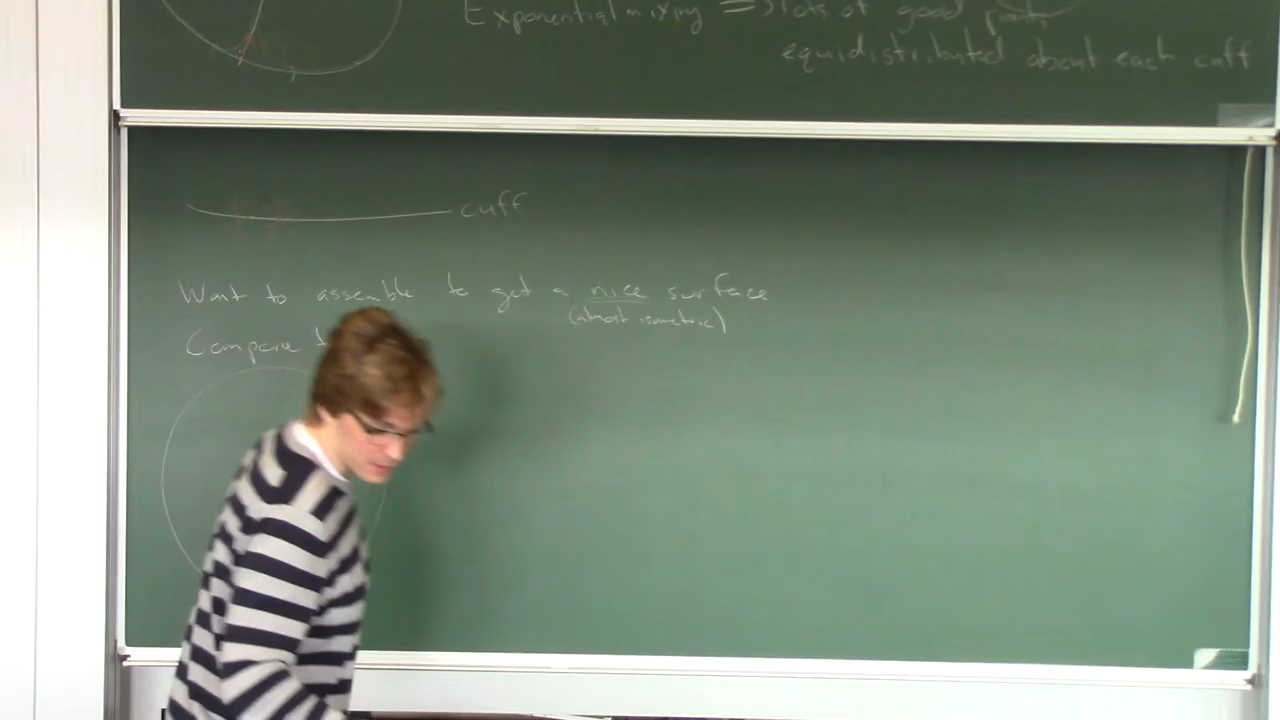 Exponential mixing ⇒ lots of good pants
equidistributed about each cuff
cuff
Want to assemble to get a nice surface
(almost isometric)
Compare